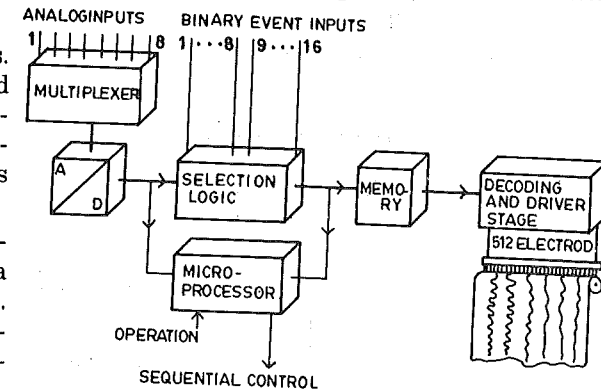 ANALOGINPUTS
BINARY EVENT INPUTS
1 8
1 ··· 8 9 ··· 16
s.
d
-
-
s
-
a
.
-
-
MULTIPLEXER
A
D
SELECTION
LOGIC
MEMO-
RY
DECODING
AND DRIVER
STAGE
512 ELECTROD.
MICRO-
PROCESSOR
OPERATION
SEQUENTIAL CONTROL